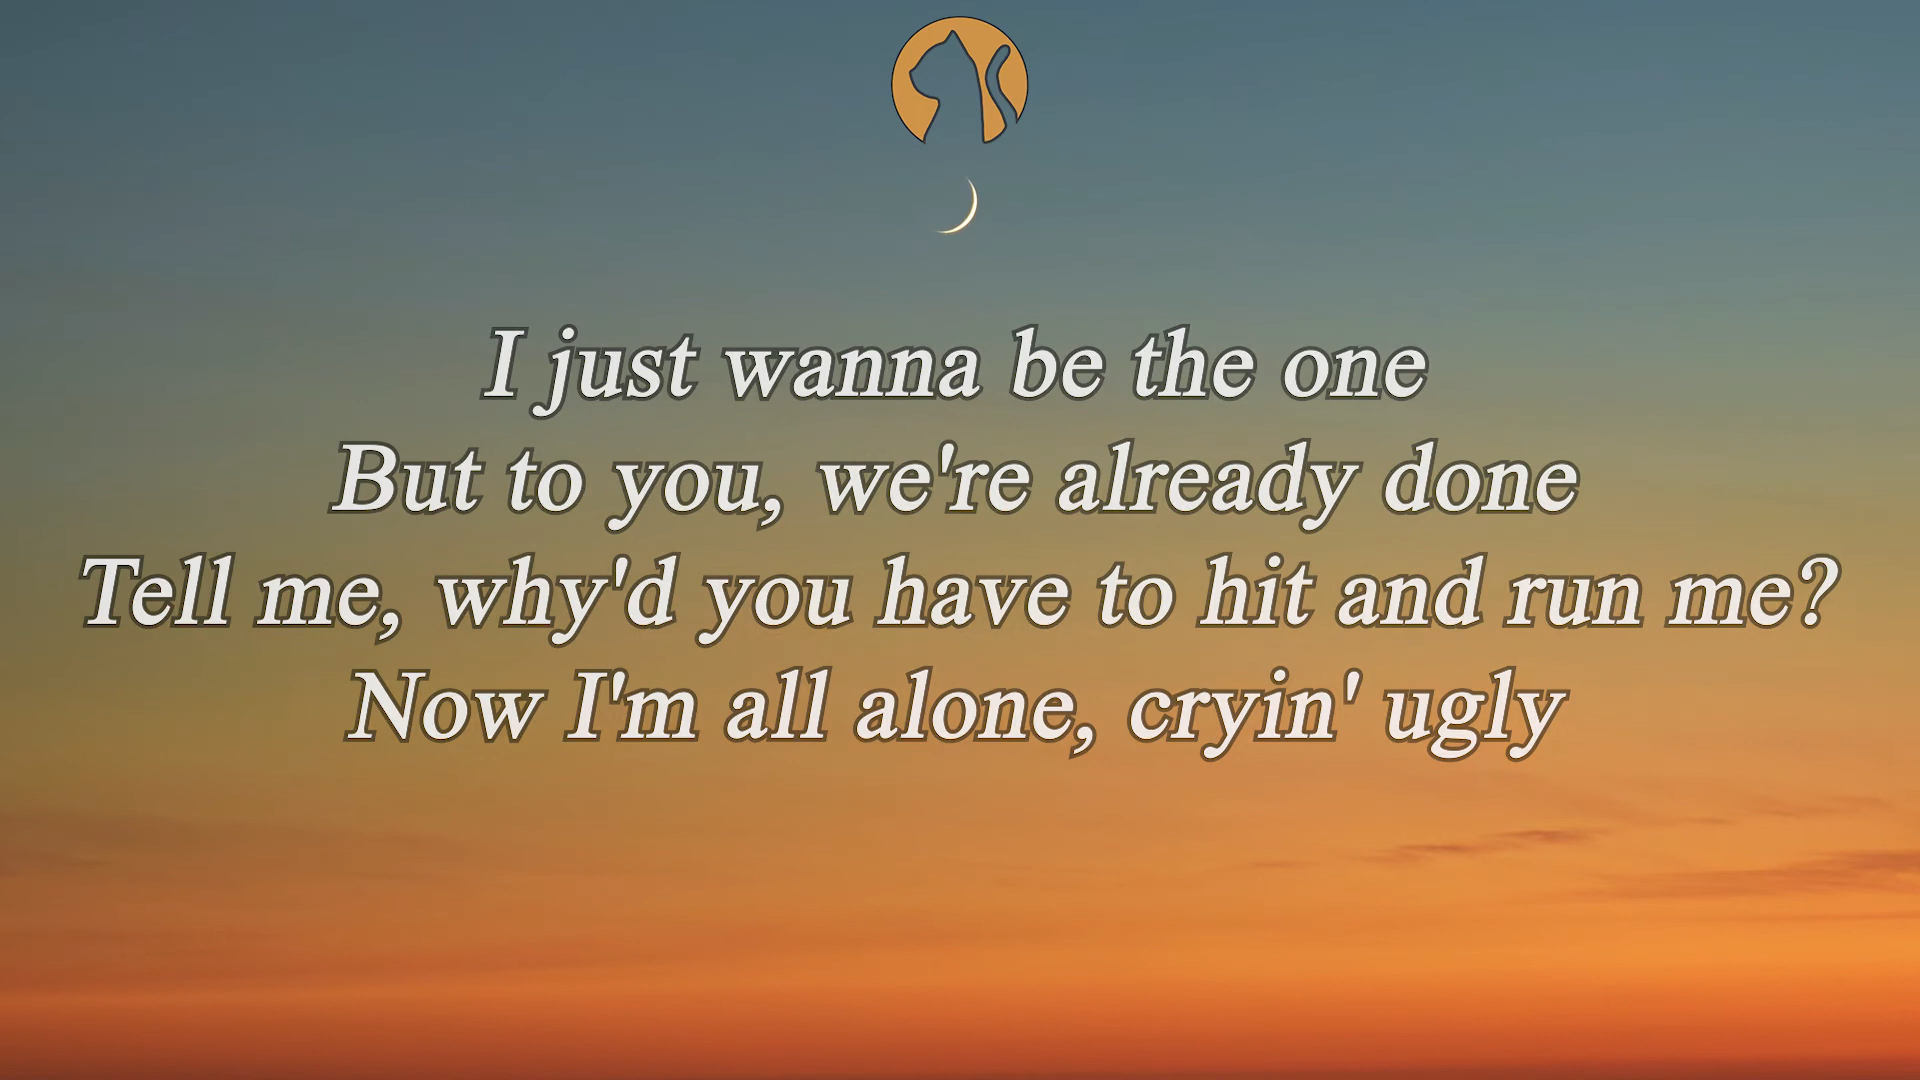 I just wanna be the one
But to you, we're already done
Tell me, why'd you have to hit and run me?
Now I'm all alone, cryin' ugly